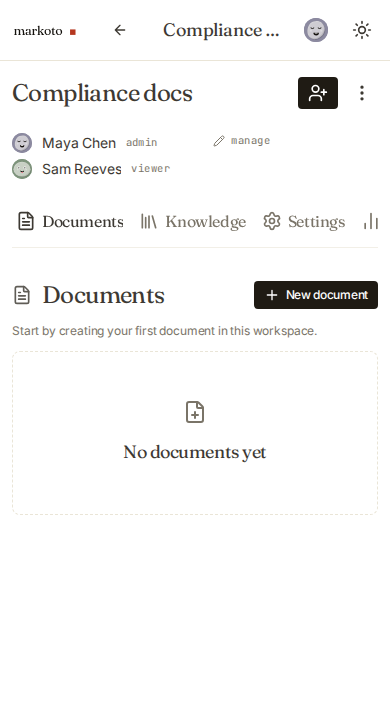 markoto
Compliance ...
Compliance docs
Maya Chen admin
manage
Sam Reeves viewer
Documents Knowledge Settings
Documents
New document
Start by creating your first document in this workspace.
No documents yet